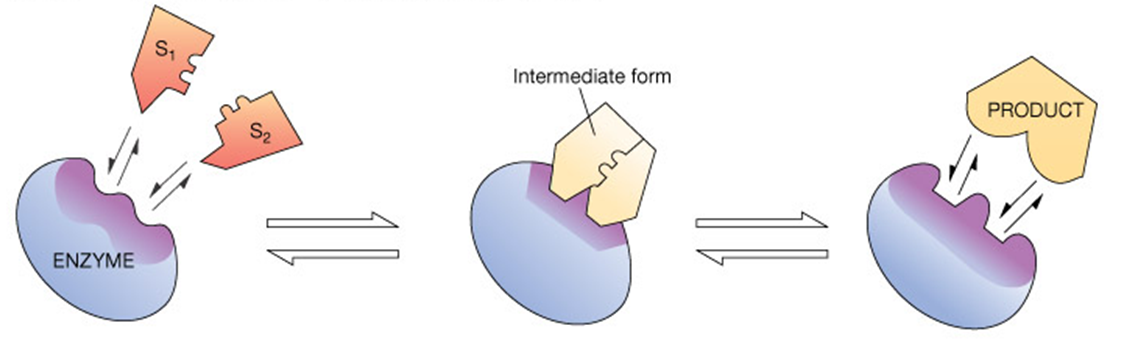 S₁
S₂
ENZYME
Intermediate form
PRODUCT